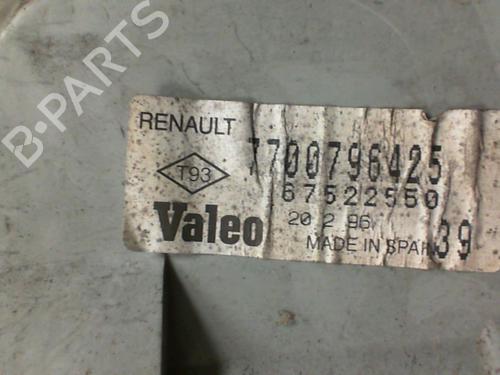 B-PARTS
RENAULT
7700796425
T93
67522550
Valeo
20 2 96
MADE IN SPAIN
39